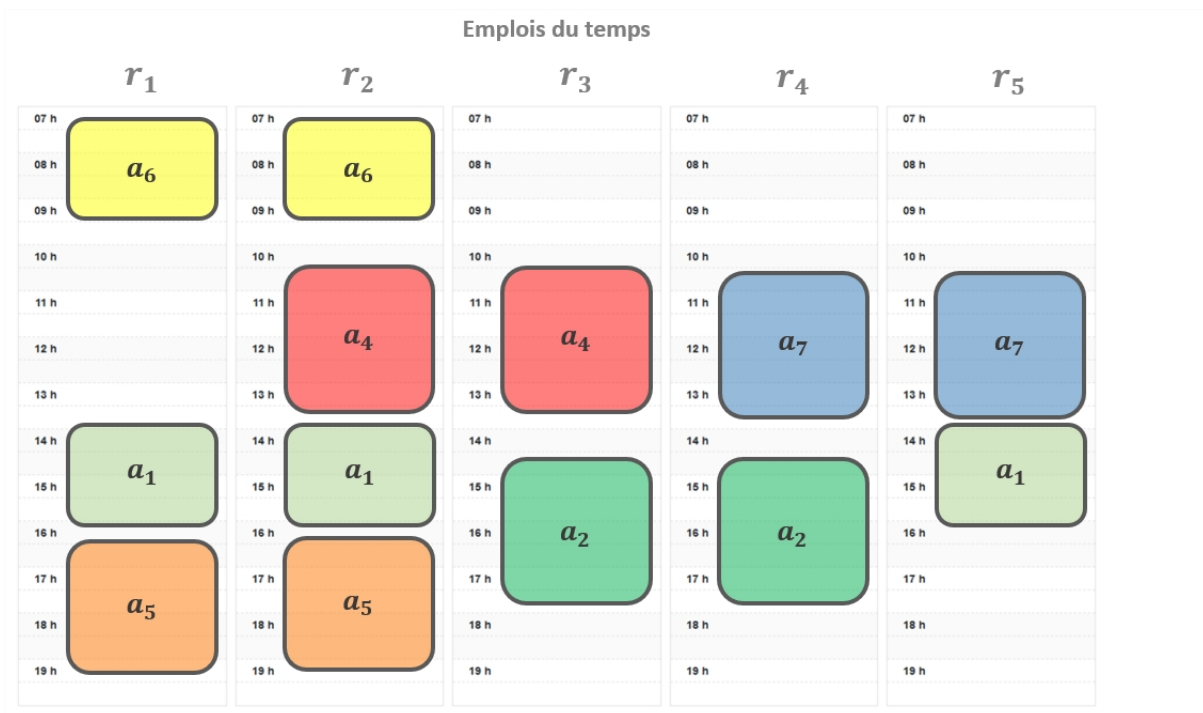 Emplois du temps
r₁ r₂ r₃ r₄ r₅
07 h 07 h 07 h 07 h 07 h
08 h a₆ 08 h a₆ 08 h 08 h 08 h
09 h 09 h 09 h 09 h 09 h
10 h 10 h 10 h 10 h 10 h
11 h 11 h 11 h 11 h 11 h
12 h 12 h a₄ 12 h a₄ 12 h a₇ 12 h a₇
13 h 13 h 13 h 13 h 13 h
14 h 14 h 14 h 14 h 14 h
15 h a₁ 15 h a₁ 15 h 15 h 15 h a₁
16 h 16 h 16 h a₂ 16 h a₂ 16 h
17 h 17 h 17 h 17 h 17 h
18 h a₅ 18 h a₅ 18 h 18 h 18 h
19 h 19 h 19 h 19 h 19 h